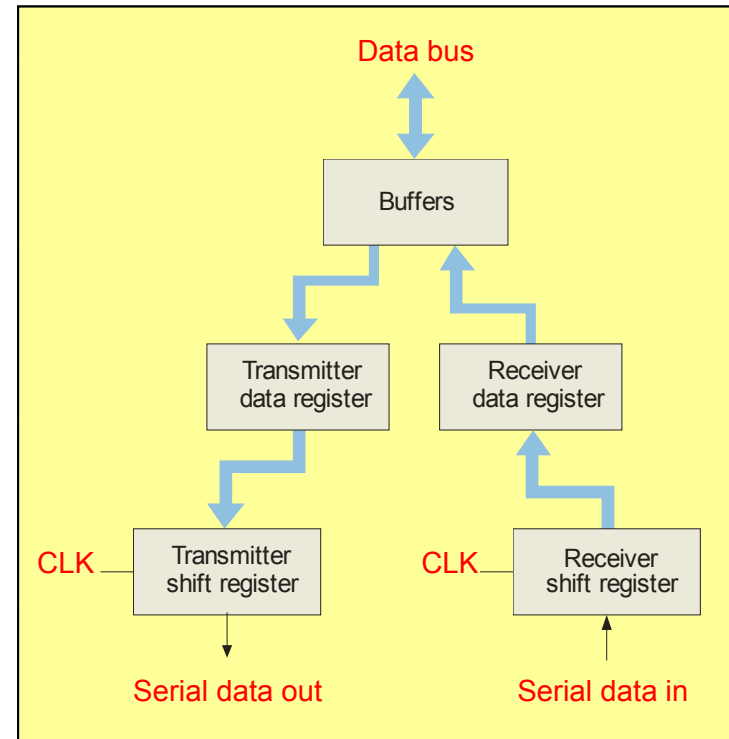 Data bus
Buffers
Transmitter
data register
Receiver
data register
CLK
Transmitter
shift register
CLK
Receiver
shift register
Serial data out
Serial data in